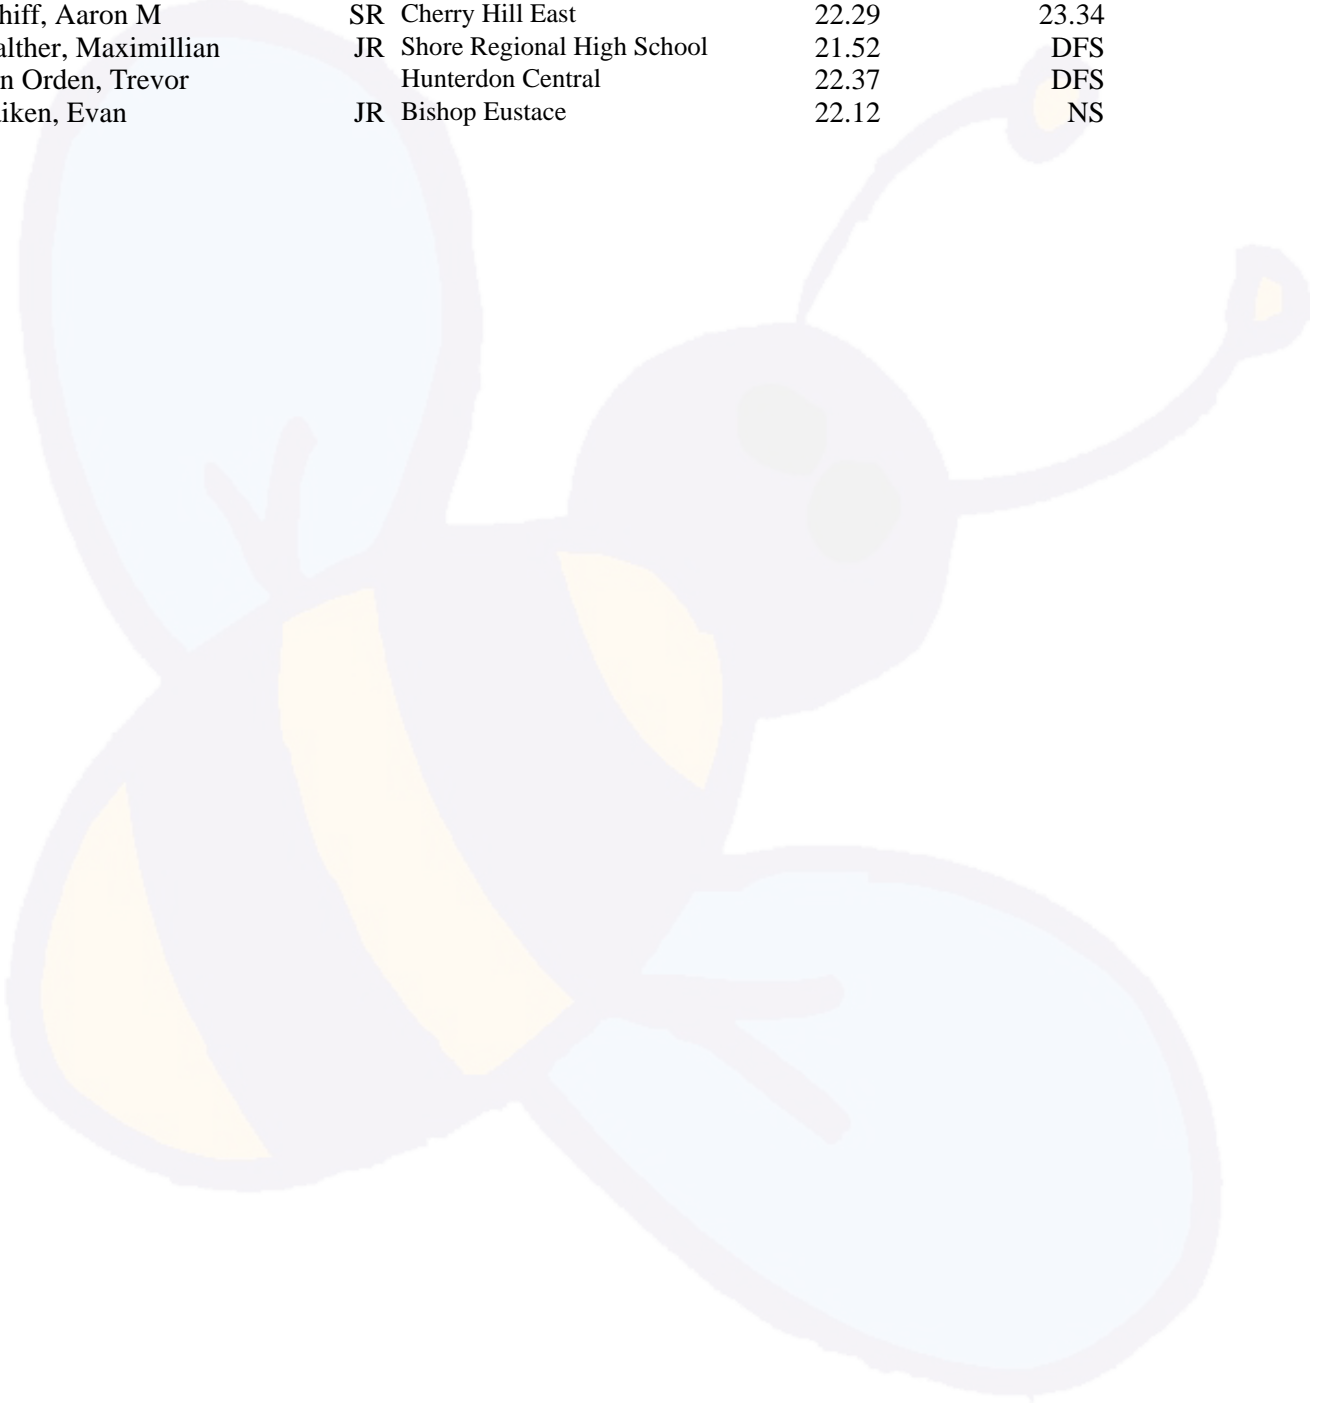 hiff, Aaron M SR Cherry Hill East 22.29 23.34
alther, Maximillian JR Shore Regional High School 21.52 DFS
n Orden, Trevor Hunterdon Central 22.37 DFS
iken, Evan JR Bishop Eustace 22.12 NS